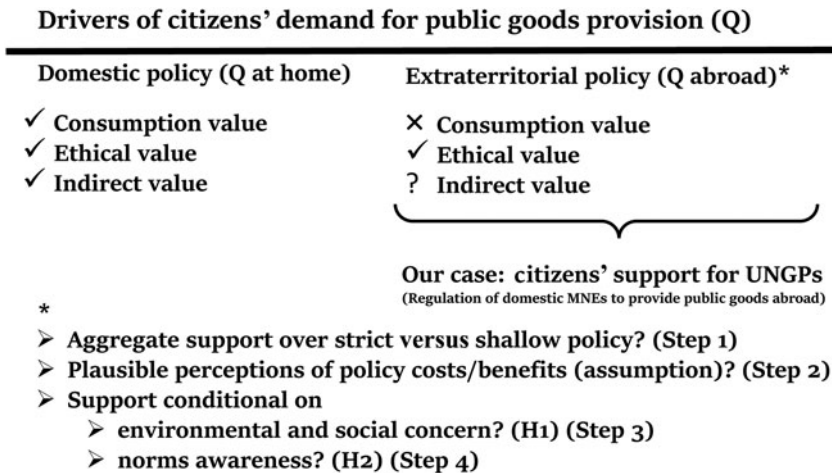 Drivers of citizens’ demand for public goods provision (Q)
Domestic policy (Q at home)
✓ Consumption value
✓ Ethical value
✓ Indirect value
Extraterritorial policy (Q abroad)*
✕ Consumption value
✓ Ethical value
? Indirect value
Our case: citizens’ support for UNGPs
(Regulation of domestic MNEs to provide public goods abroad)
*
➢ Aggregate support over strict versus shallow policy? (Step 1)
➢ Plausible perceptions of policy costs/benefits (assumption)? (Step 2)
➢ Support conditional on
➢ environmental and social concern? (H1) (Step 3)
➢ norms awareness? (H2) (Step 4)